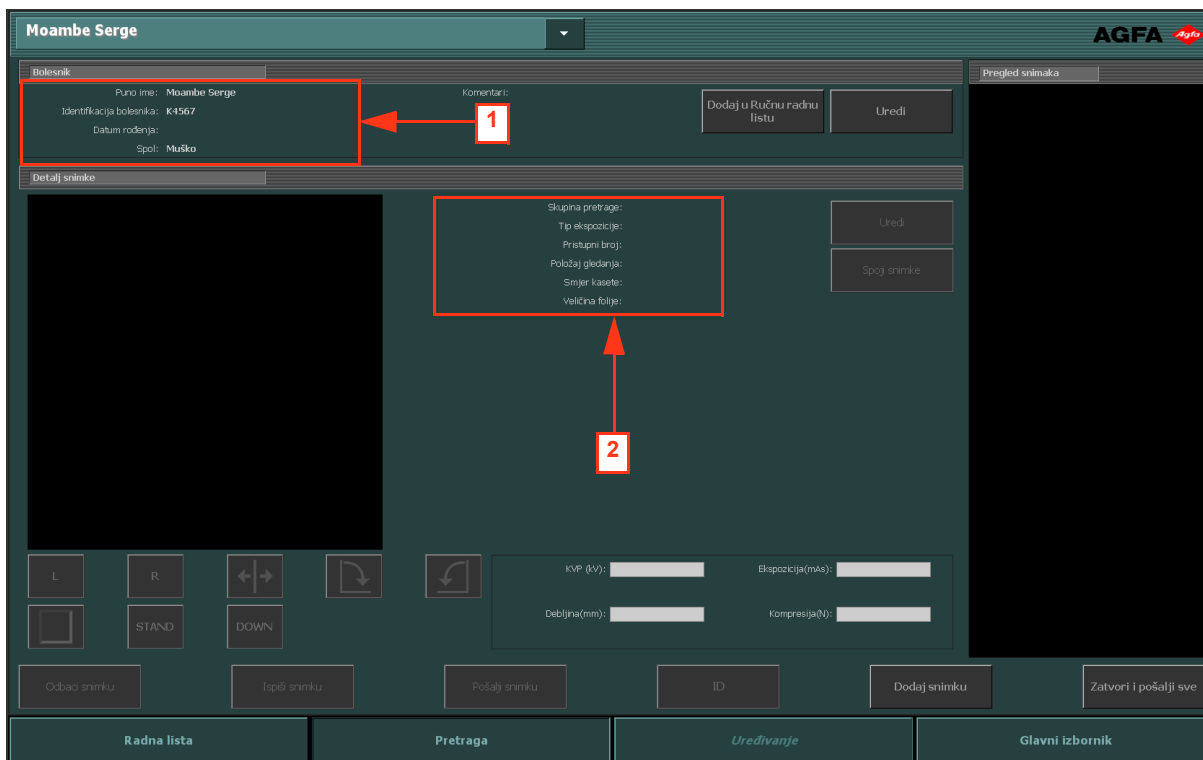 Moambe Serge
AGFA Agfa
Bolesnik
Pregled snimaka
Puno ime: Moambe Serge
Identifikacija bolesnika: K4567
Datum rođenja:
Spol: Muško
Komentari:
1
Dodaj u Ručnu radnu
listu
Uredi
Detalj snimke
Skupina pretrage:
Tip ekspozicije:
Pristupni broj:
Položaj gledanja:
Smjer kasete:
Veličina folije:
Uredi
Spoji snimke
2
L
R
STAND
DOWN
KVP (kV):
Ekspozicija(mAs):
Debljina(mm):
Kompresija(N):
Odbaci snimku
Ispiši snimku
Pošalji snimku
ID
Dodaj snimku
Zatvori i pošalji sve
Radna lista
Pretraga
Uređivanje
Glavni izbornik